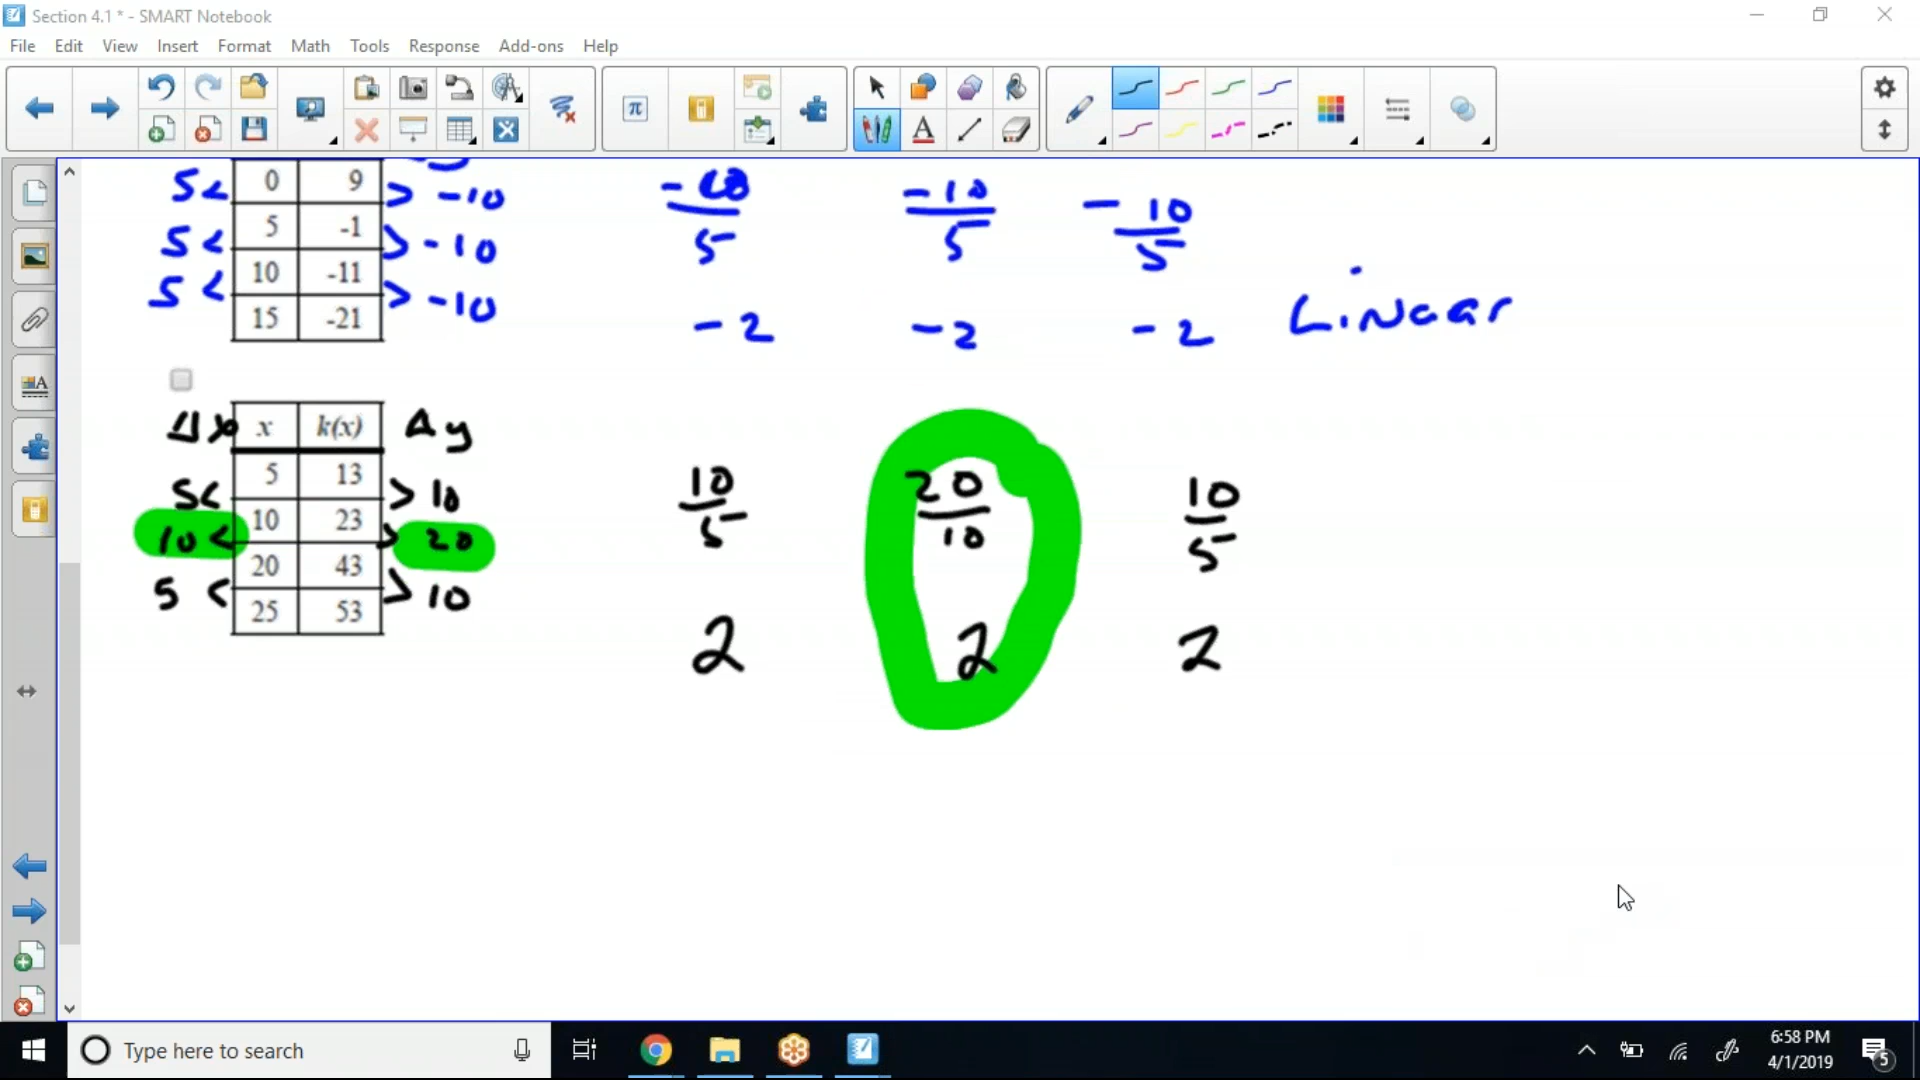 Section 4.1 * - SMART Notebook
File Edit View Insert Format Math Tools Response Add-ons Help
π
A
5 < 0 9 > -10
5 < 5 -1 > -10
5 < 10 -11 > -10
15 -21
-10/5 -10/5 -10/5
-2 -2 -2 Linear
Δx x k(x) Δy
5 13
5 < > 10
10 23
10 < > 20
20 43
5 < > 10
25 53
10/5 20/10 10/5
2 2 2
Type here to search
6:58 PM
4/1/2019
5